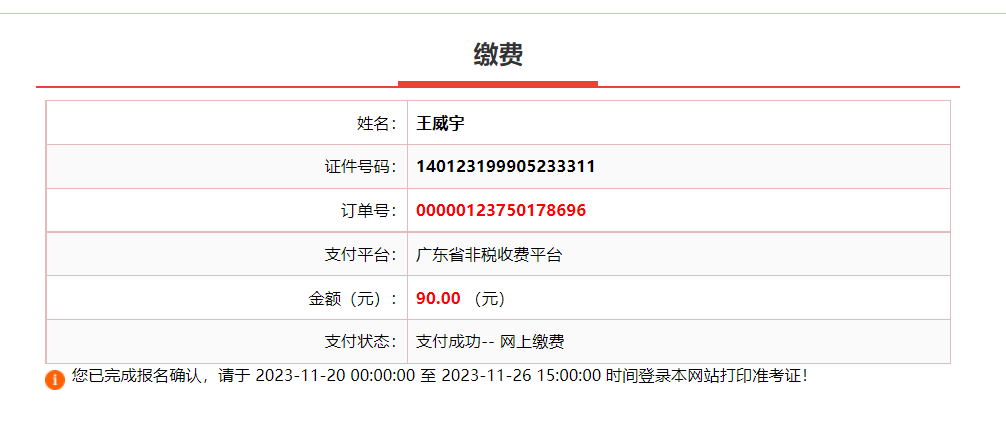 缴费
姓名： 王威宇
证件号码： 140123199905233311
订单号： 00000123750178696
支付平台： 广东省非税收费平台
金额（元）： 90.00 （元）
支付状态： 支付成功-- 网上缴费
您已完成报名确认，请于 2023-11-20 00:00:00 至 2023-11-26 15:00:00 时间登录本网站打印准考证！